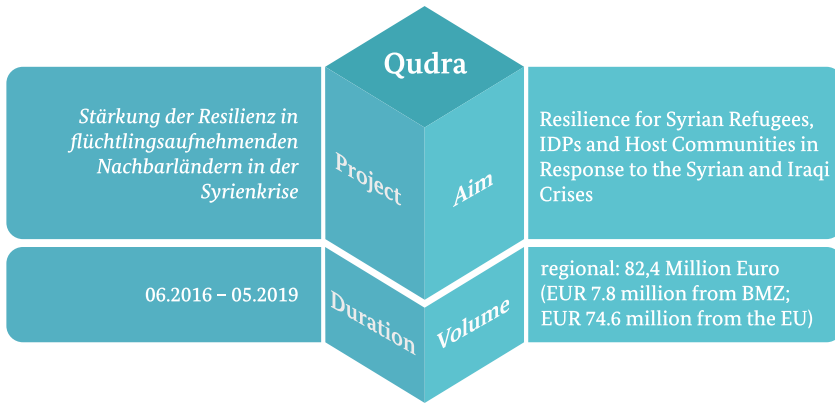 Qudra
Stärkung der Resilienz in
flüchtlingsaufnehmenden
Nachbarländern in der
Syrienkrise
Project
Aim
Resilience for Syrian Refugees,
IDPs and Host Communities in
Response to the Syrian and Iraqi
Crises
06.2016 – 05.2019
Duration
Volume
regional: 82,4 Million Euro
(EUR 7.8 million from BMZ;
EUR 74.6 million from the EU)